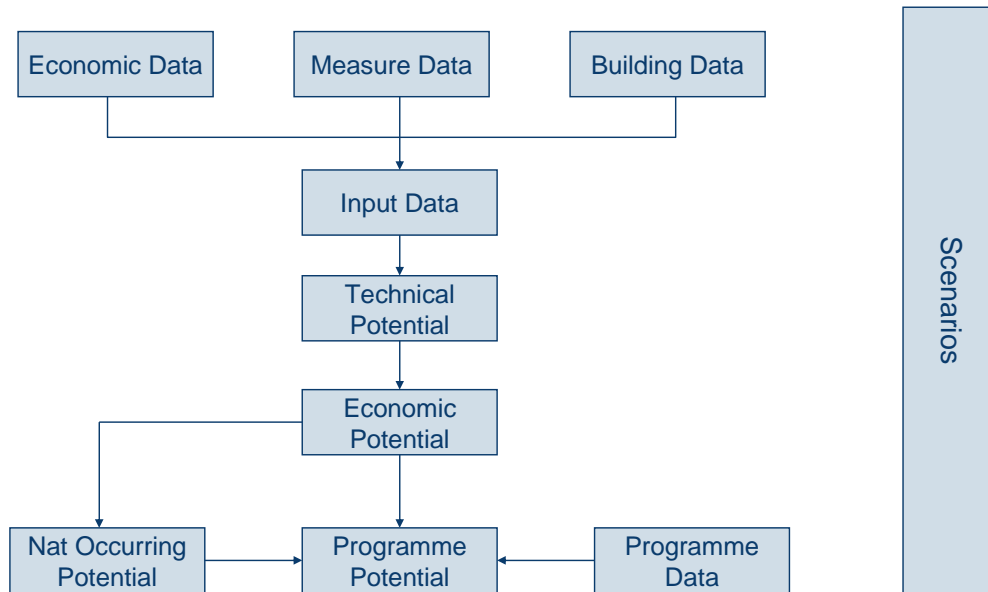 Economic Data
Measure Data
Building Data
Input Data
Technical
Potential
Economic
Potential
Nat Occurring
Potential
Programme
Potential
Programme
Data
Scenarios